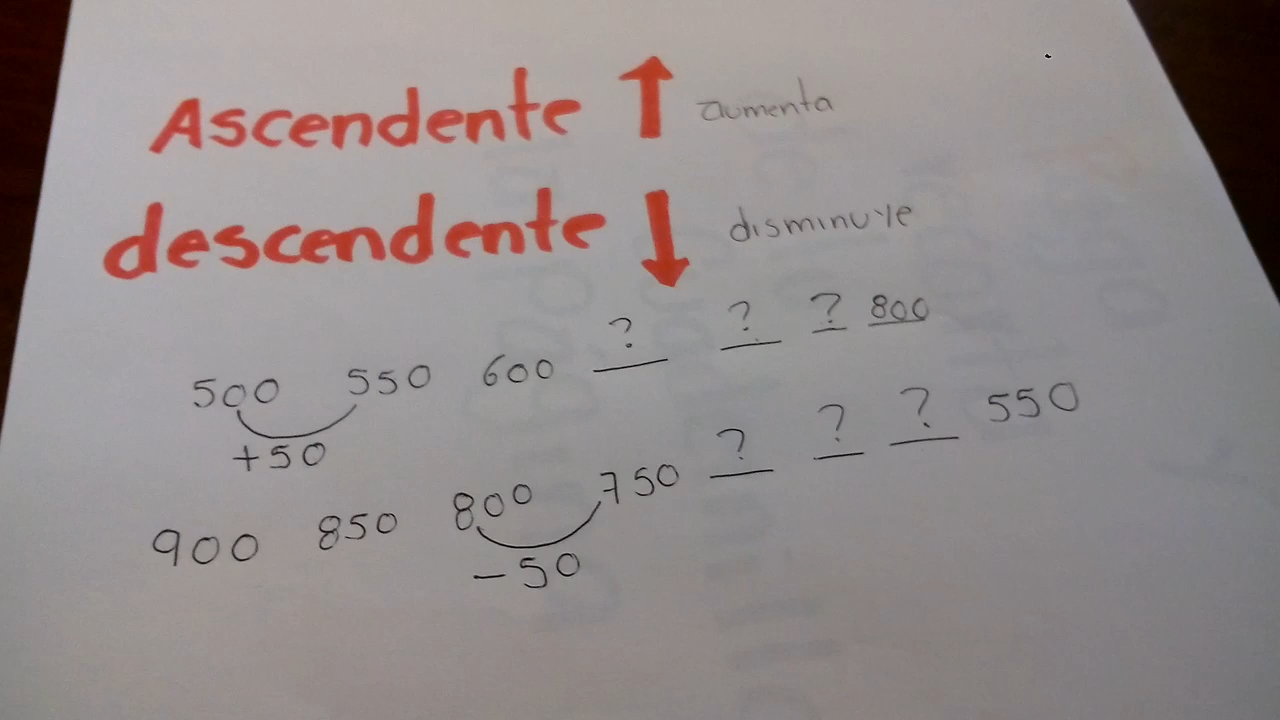 Ascendente ↑ aumenta
descendente ↓ disminuye
500 550 600 ? ? ? 800
+50
900 850 800 750 ? ? ? 550
-50